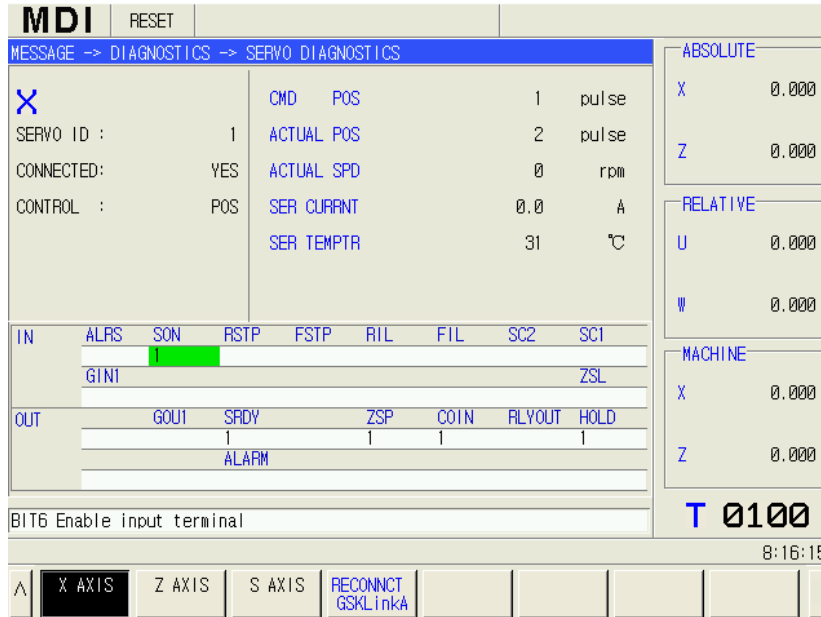 MDI RESET
MESSAGE -> DIAGNOSTICS -> SERVO DIAGNOSTICS
X
SERVO ID : 1
CONNECTED: YES
CONTROL : POS
CMD POS 1 pulse
ACTUAL POS 2 pulse
ACTUAL SPD 0 rpm
SER CURRNT 0.0 A
SER TEMPTR 31 ℃
IN ALRS SON RSTP FSTP RIL FIL SC2 SC1
1
GIN1 ZSL
OUT GOU1 SRDY ZSP COIN RLYOUT HOLD
1 1 1 1
ALARM
BIT6 Enable input terminal
ABSOLUTE
X 0.000
Z 0.000
RELATIVE
U 0.000
W 0.000
MACHINE
X 0.000
Z 0.000
T 0100
8:16:15
^ X AXIS Z AXIS S AXIS RECONNCT
GSKLinkA